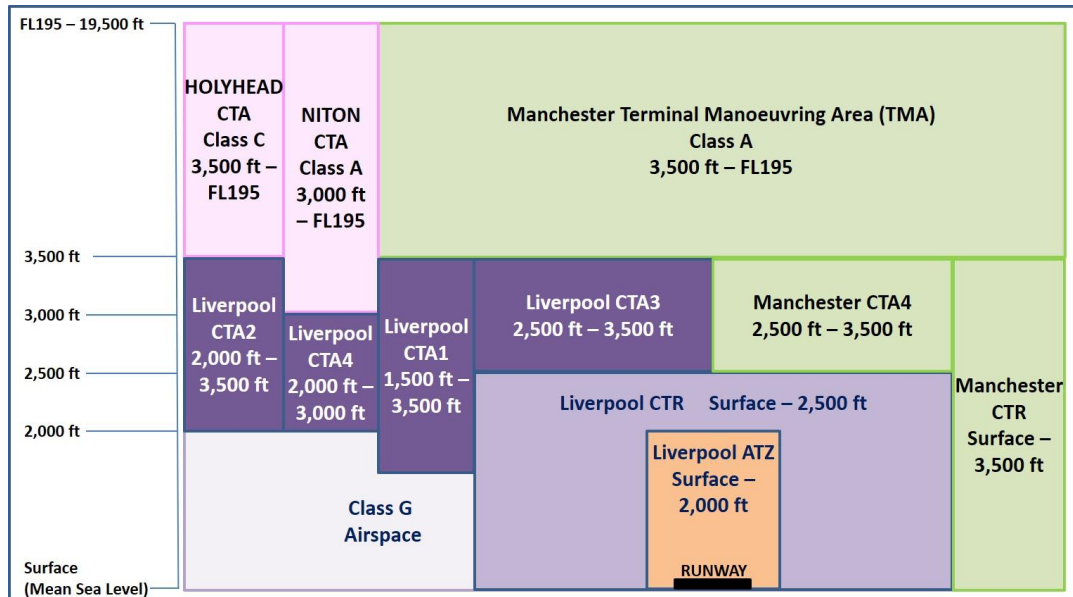 FL195 – 19,500 ft
3,500 ft
3,000 ft
2,500 ft
2,000 ft
Surface
(Mean Sea Level)
HOLYHEAD
CTA
Class C
3,500 ft –
FL195
NITON
CTA
Class A
3,000 ft
– FL195
Manchester Terminal Manoeuvring Area (TMA)
Class A
3,500 ft – FL195
Liverpool
CTA2
2,000 ft –
3,500 ft
Liverpool
CTA4
2,000 ft –
3,000 ft
Liverpool
CTA1
1,500 ft –
3,500 ft
Liverpool CTA3
2,500 ft – 3,500 ft
Manchester CTA4
2,500 ft – 3,500 ft
Manchester
CTR
Surface –
3,500 ft
Liverpool CTR Surface – 2,500 ft
Liverpool ATZ
Surface –
2,000 ft
RUNWAY
Class G
Airspace